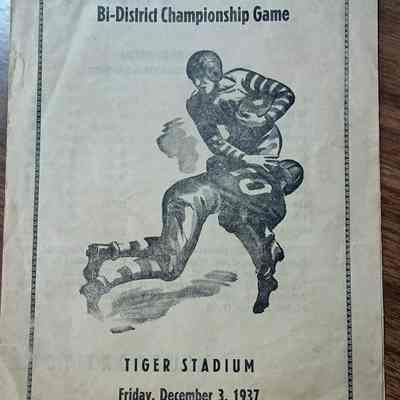 Bi-District Championship Game
TIGER STADIUM
Friday, December 3, 1937